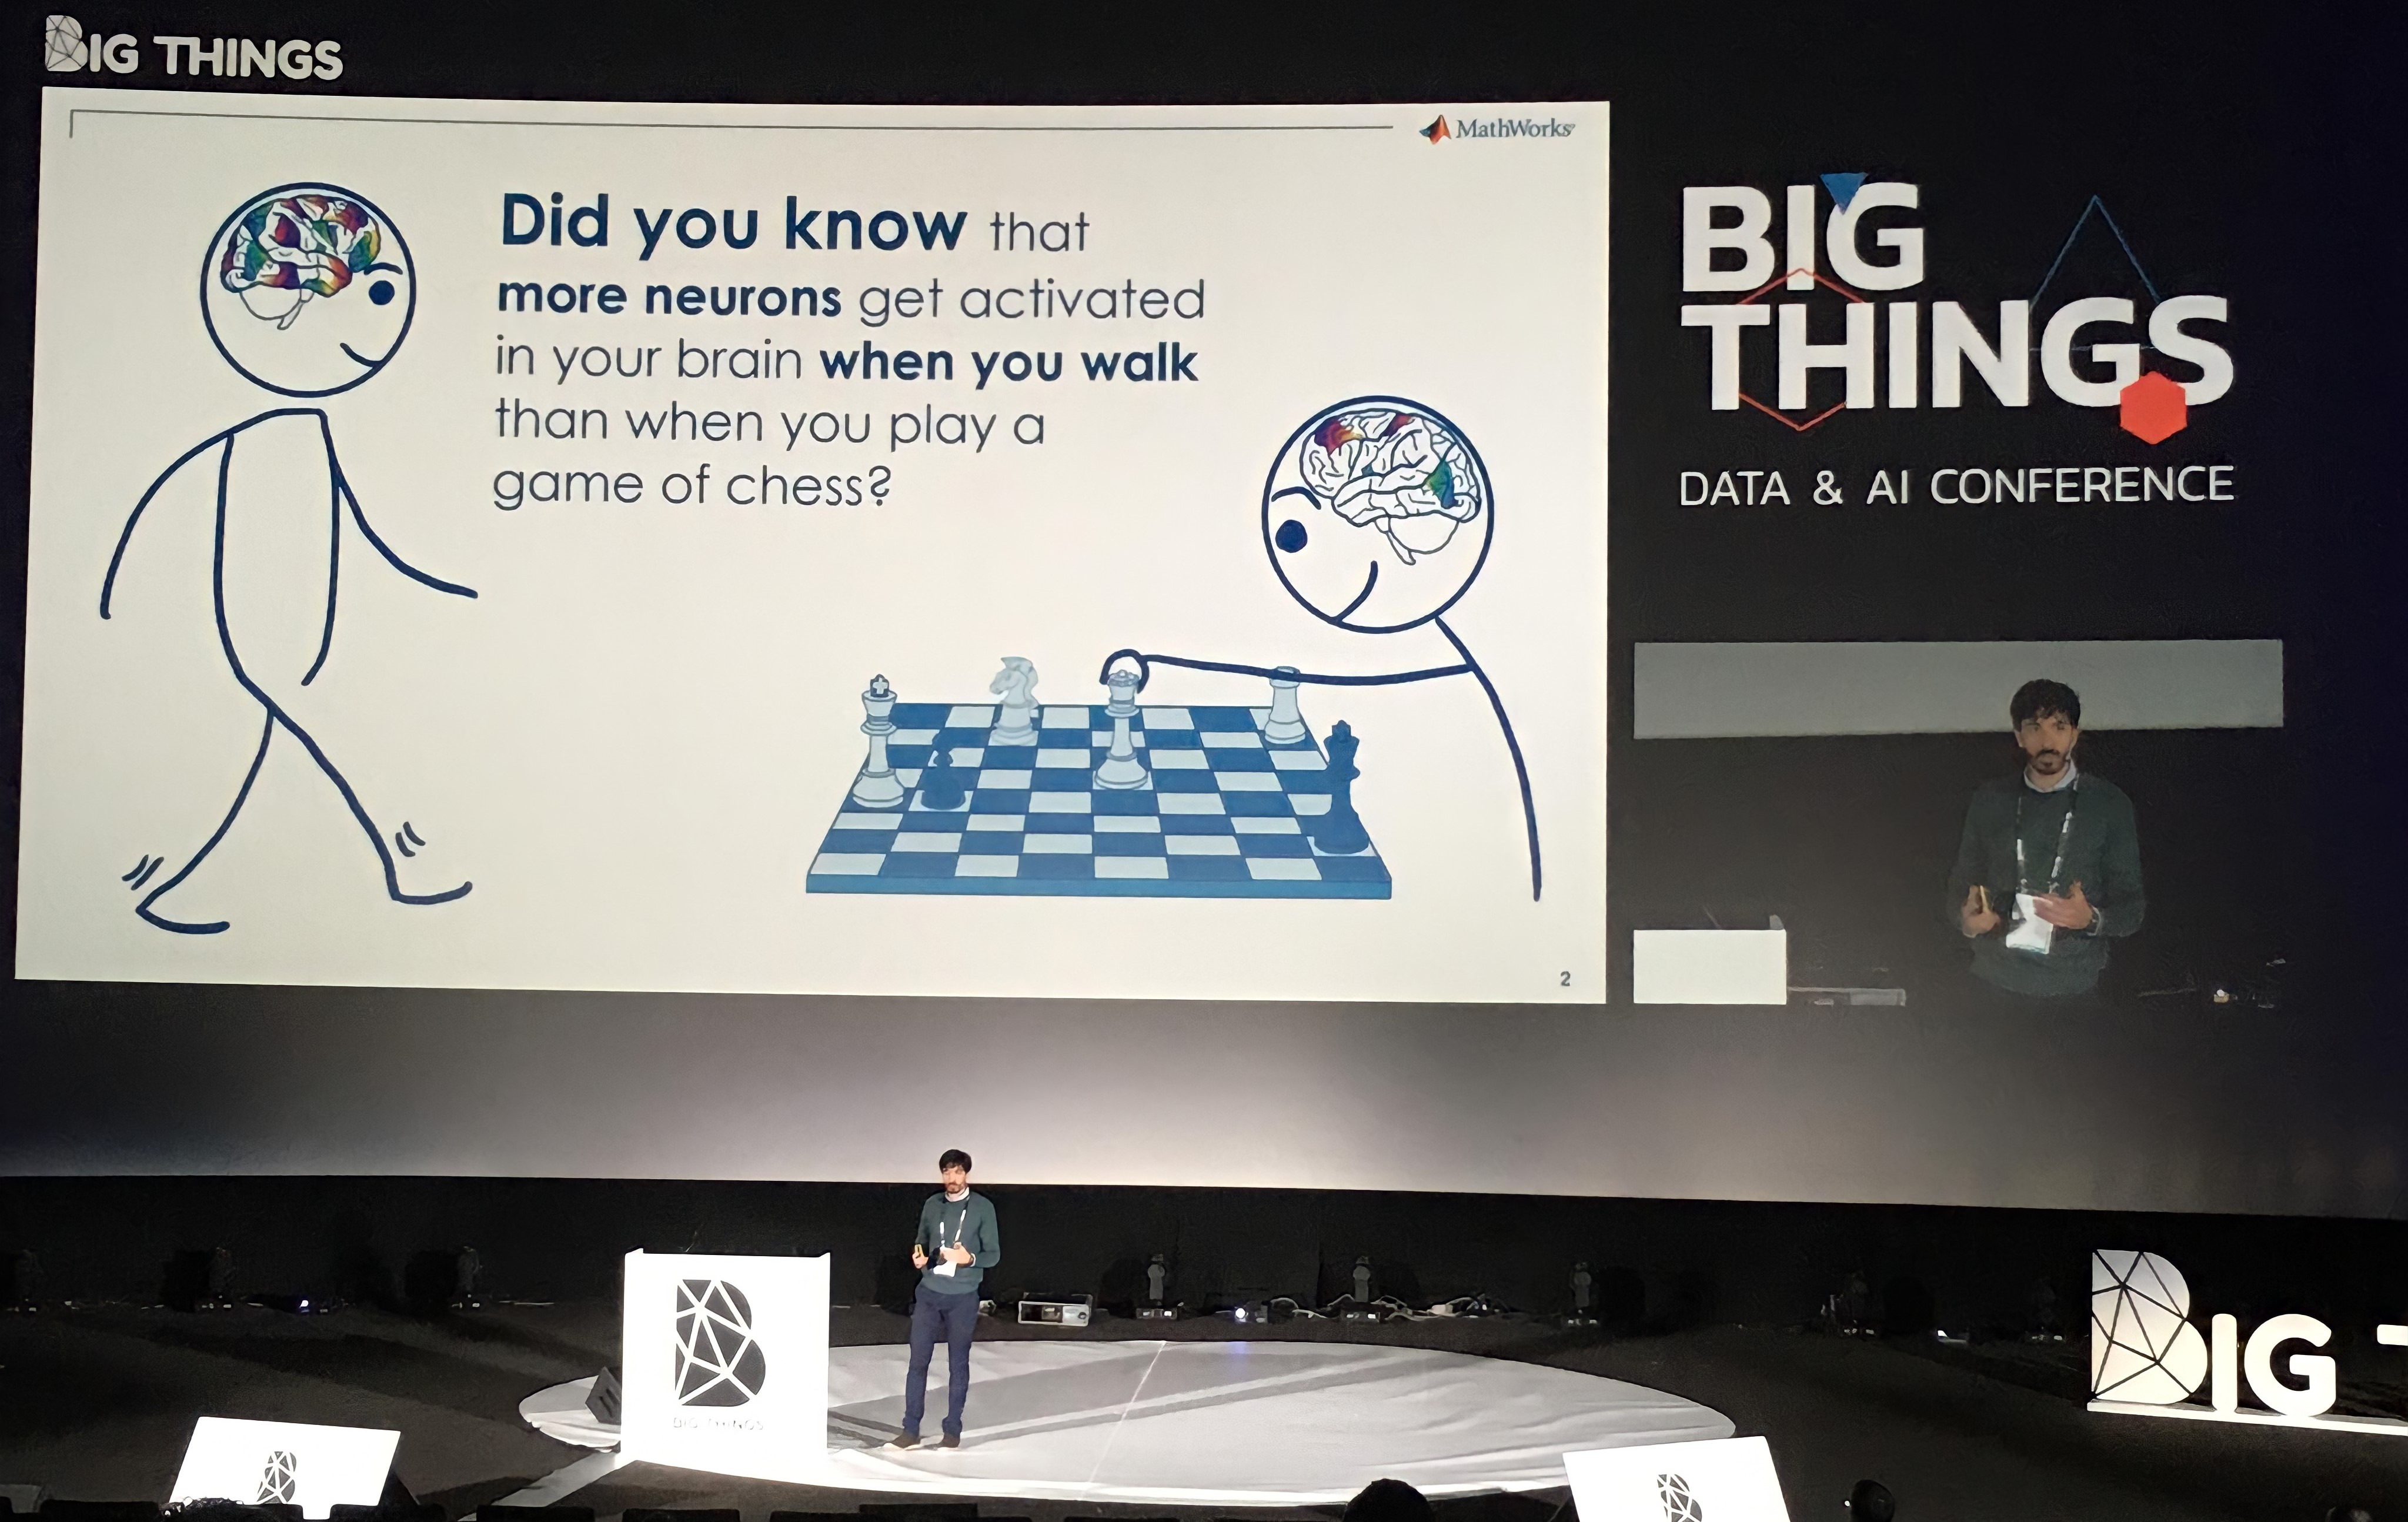 BIG THINGS
MathWorks®
Did you know that
more neurons get activated
in your brain when you walk
than when you play a
game of chess?
2
BIG
THINGS
DATA & AI CONFERENCE
B
BIG THINGS
BIG T
B
B